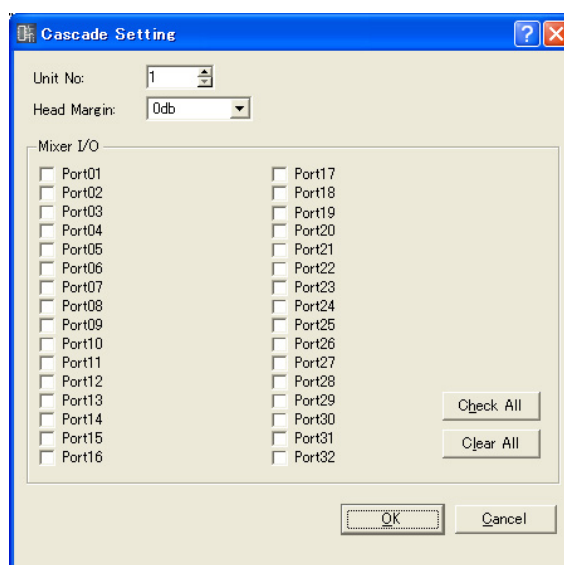 Cascade Setting
Unit No: 1
Head Margin: 0db
Mixer I/O
Port01
Port02
Port03
Port04
Port05
Port06
Port07
Port08
Port09
Port10
Port11
Port12
Port13
Port14
Port15
Port16
Port17
Port18
Port19
Port20
Port21
Port22
Port23
Port24
Port25
Port26
Port27
Port28
Port29
Port30
Port31
Port32
Check All
Clear All
OK
Cancel